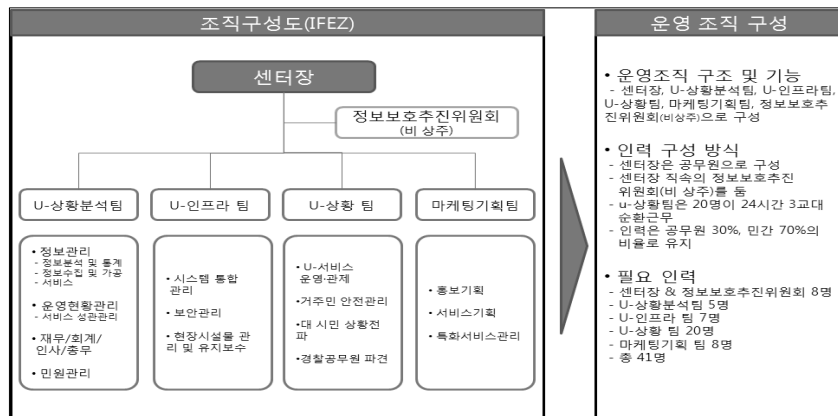 조직구성도(IFEZ)
센터장
정보보호추진위원회
(비 상주)
U-상황분석팀
U-인프라 팀
U-상황 팀
마케팅기획팀
• 정보관리
- 정보분석 및 통계
- 정보수집 및 가공
- 서비스
• 운영현황관리
- 서비스 성관관리
• 재무/회계/
인사/총무
• 민원관리
• 시스템 통합
관리
• 보안관리
• 현장시설물 관
리 및 유지보수
• U-서비스
운영·관제
• 거주민 안전관리
• 대 시민 상황전
파
• 경찰공무원 파견
• 홍보기획
• 서비스기획
• 특화서비스관리
운영 조직 구성
• 운영조직 구조 및 기능
- 센터장, U-상황분석팀, U-인프라팀,
U-상황팀, 마케팅기획팀, 정보보호추
진위원회(비상주)으로 구성
• 인력 구성 방식
- 센터장은 공무원으로 구성
- 센터장 직속의 정보보호추진
위원회(비 상주)를 둠
- u-상황팀은 20명이 24시간 3교대
순환근무
- 인력은 공무원 30%, 민간 70%의
비율로 유지
• 필요 인력
- 센터장 & 정보보호추진위원회 8명
- U-상황분석팀 5명
- U-인프라 팀 7명
- U-상황 팀 20명
- 마케팅기획 팀 8명
- 총 41명